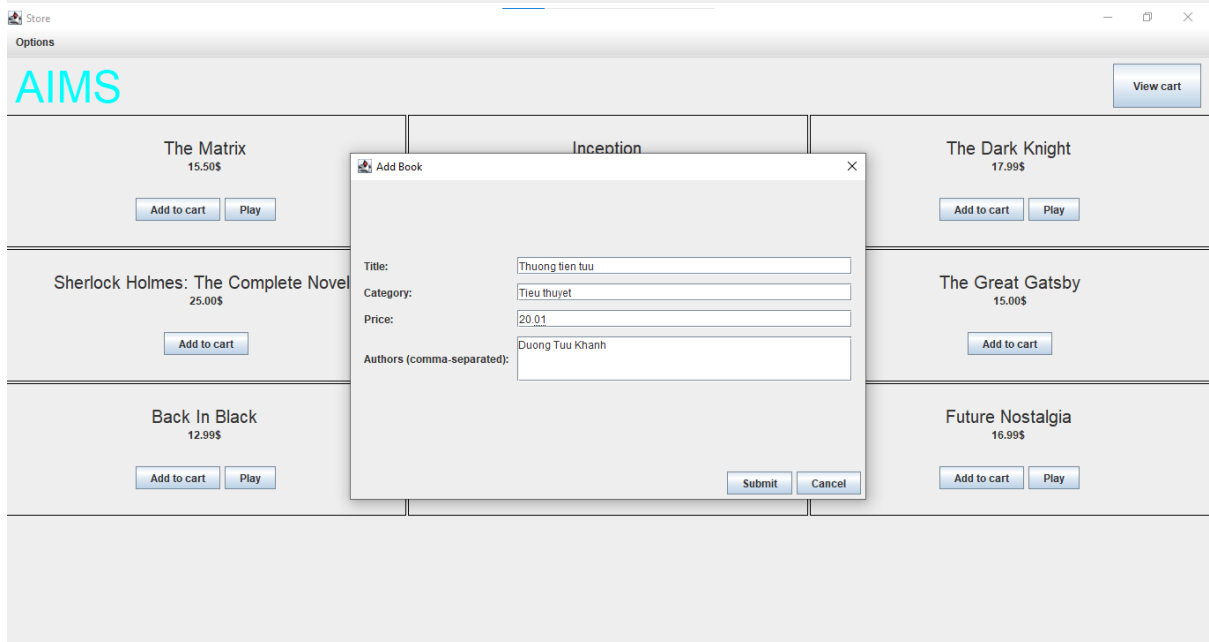 Store
Options
AIMS
View cart
The Matrix
15.50$
Add to cart Play
Inception
The Dark Knight
17.99$
Add to cart Play
Sherlock Holmes: The Complete Novel
25.00$
Add to cart
The Great Gatsby
15.00$
Add to cart
Back In Black
12.99$
Add to cart Play
Future Nostalgia
16.99$
Add to cart Play
Add Book
Title: Thuong tien tuu
Category: Tieu thuyet
Price: 20.01
Authors (comma-separated): Duong Tuu Khanh
Submit Cancel